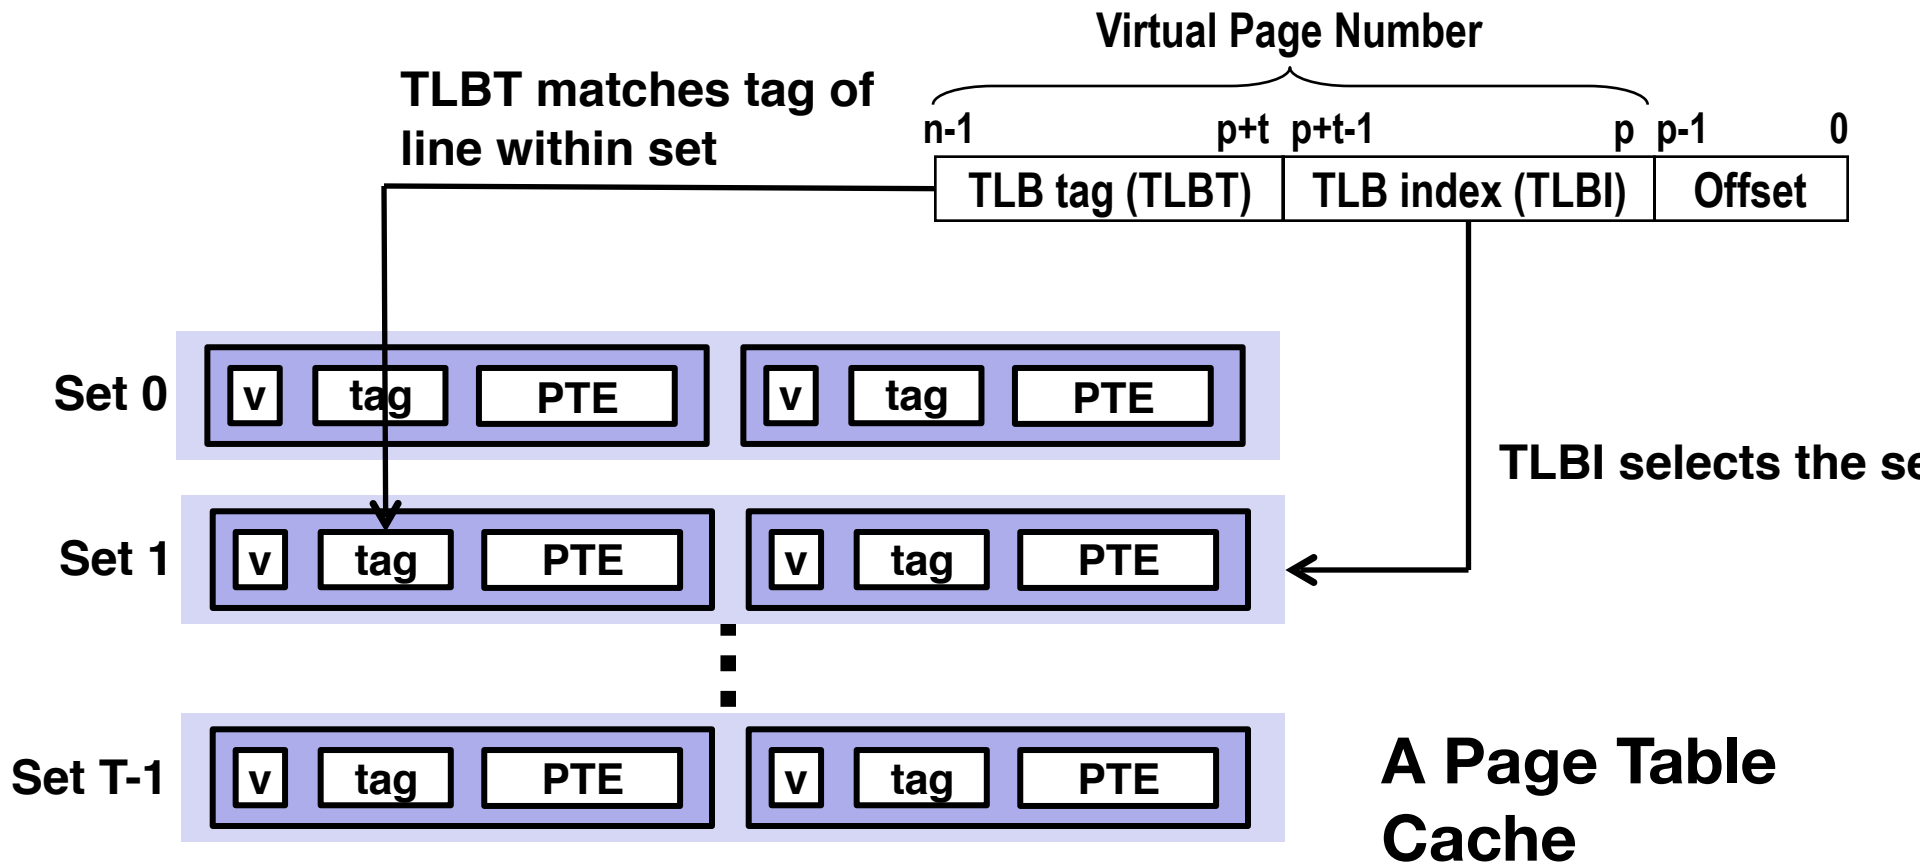 Virtual Page Number
TLBT matches tag of
line within set
n-1 p+t p+t-1 p p-1 0
TLB tag (TLBT) TLB index (TLBI) Offset
Set 0 v tag PTE v tag PTE
TLBI selects the se
Set 1 v tag PTE v tag PTE
Set T-1 v tag PTE v tag PTE
A Page Table
Cache